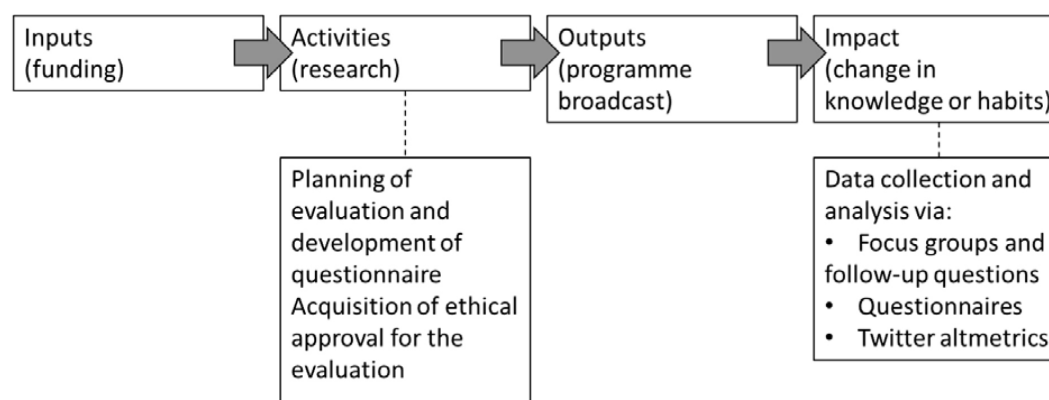 Inputs
(funding)
Activities
(research)
Outputs
(programme
broadcast)
Impact
(change in
knowledge or habits)
Planning of
evaluation and
development of
questionnaire
Acquisition of ethical
approval for the
evaluation
Data collection and
analysis via:
• Focus groups and
follow-up questions
• Questionnaires
• Twitter altmetrics